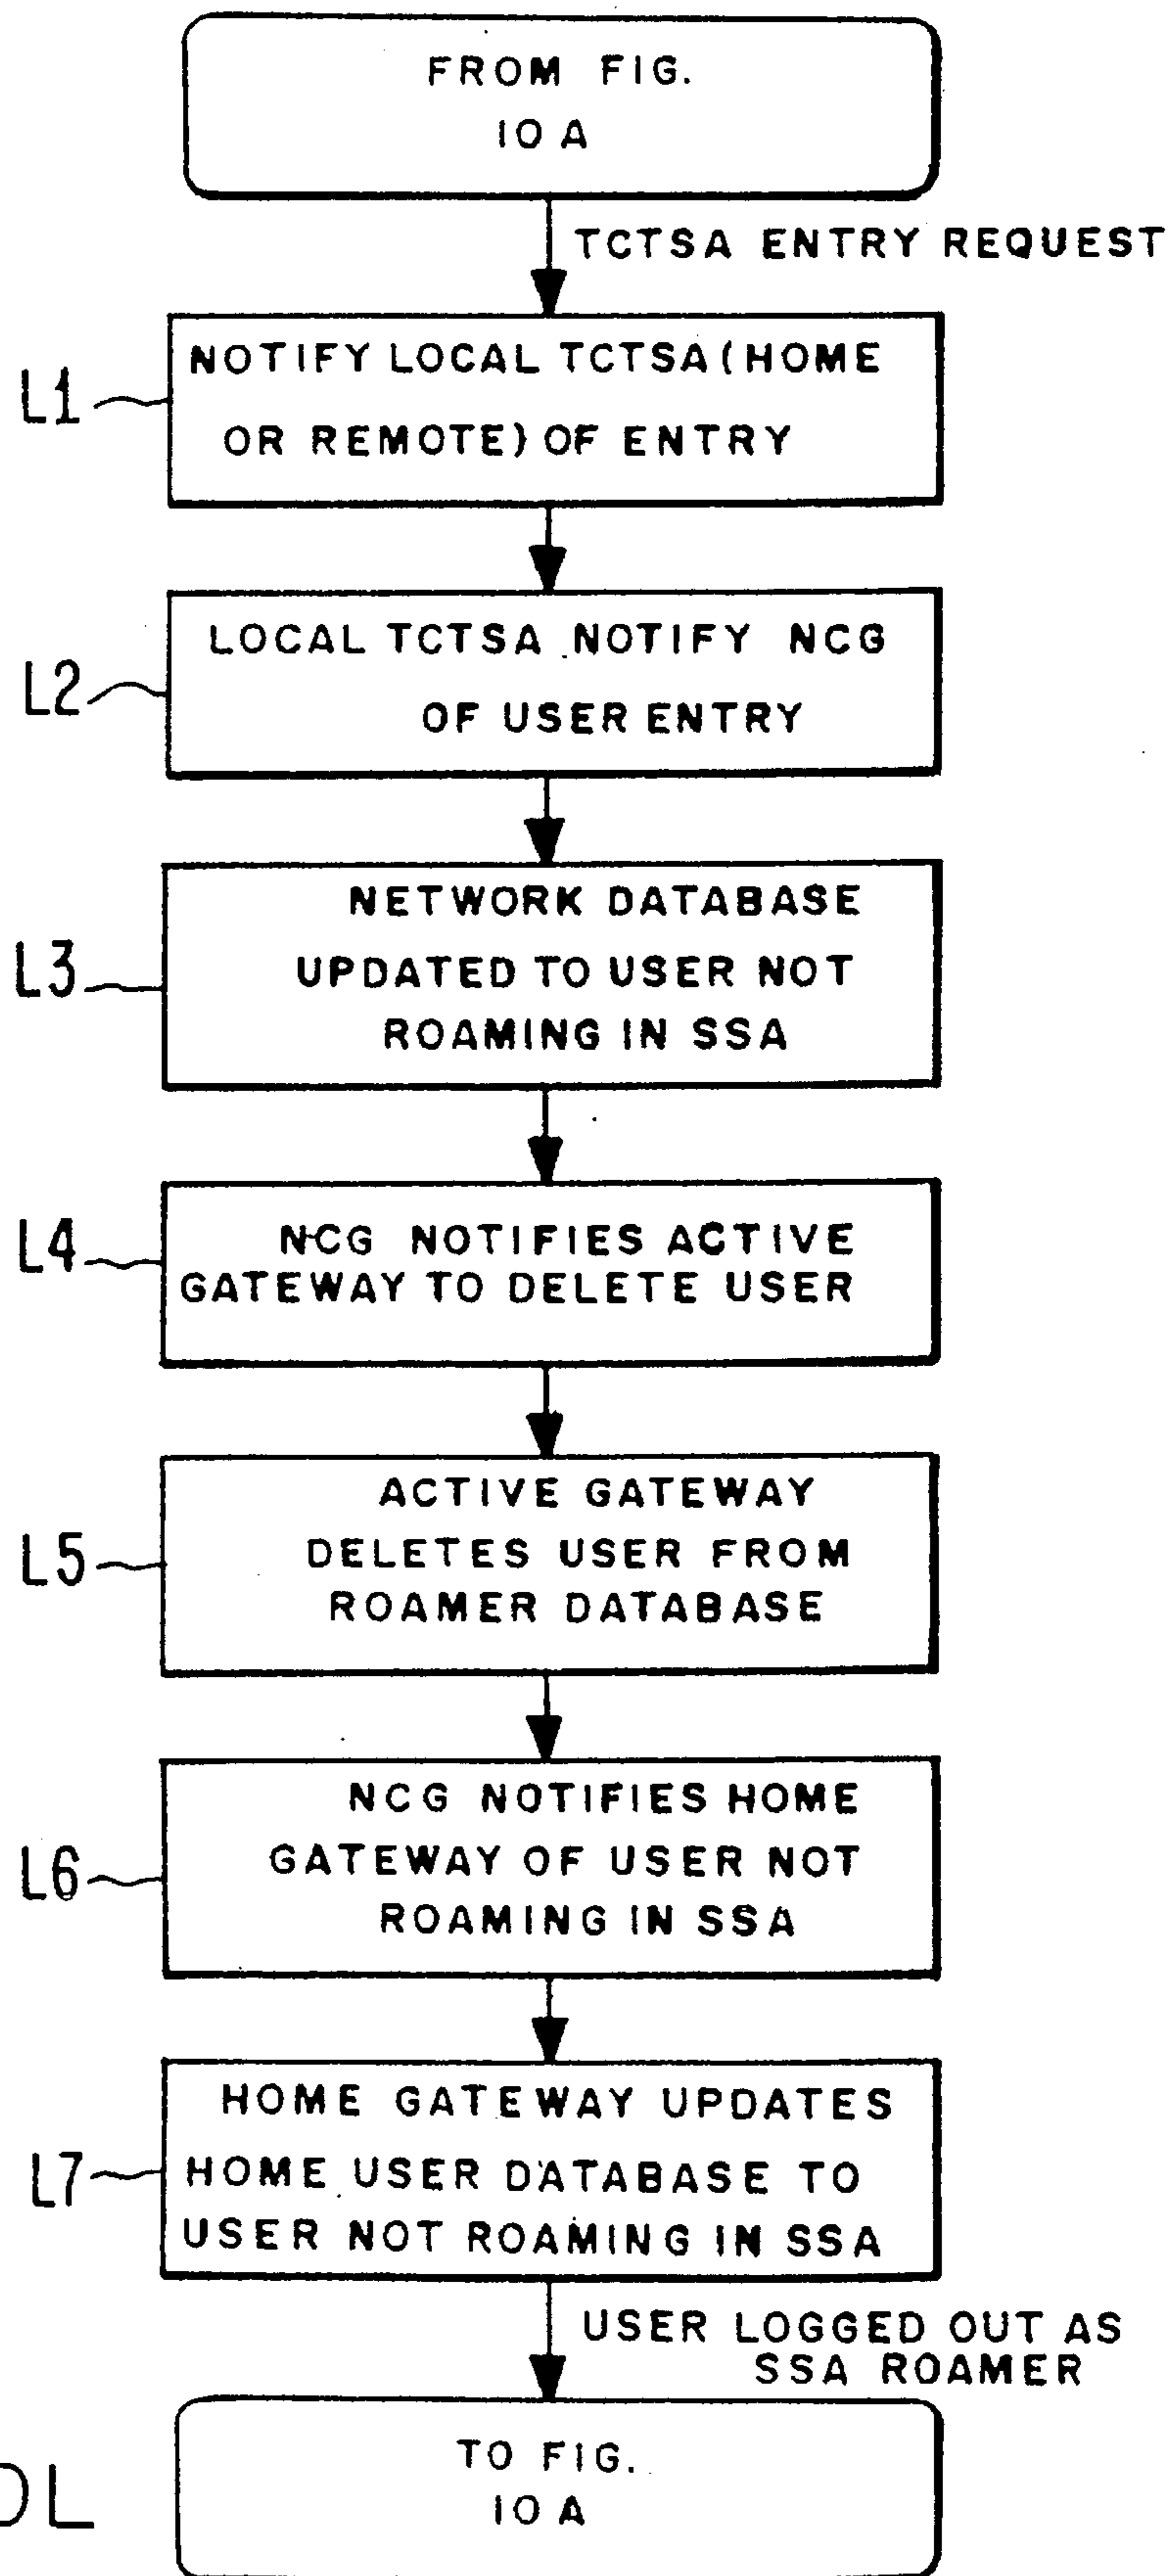 FROM FIG.
10 A
TCTSA ENTRY REQUEST
L1
NOTIFY LOCAL TCTSA (HOME
OR REMOTE) OF ENTRY
L2
LOCAL TCTSA NOTIFY NCG
OF USER ENTRY
L3
NETWORK DATABASE
UPDATED TO USER NOT
ROAMING IN SSA
L4
NCG NOTIFIES ACTIVE
GATEWAY TO DELETE USER
L5
ACTIVE GATEWAY
DELETES USER FROM
ROAMER DATABASE
L6
NCG NOTIFIES HOME
GATEWAY OF USER NOT
ROAMING IN SSA
L7
HOME GATEWAY UPDATES
HOME USER DATABASE TO
USER NOT ROAMING IN SSA
USER LOGGED OUT AS
SSA ROAMER
TO FIG.
10 A